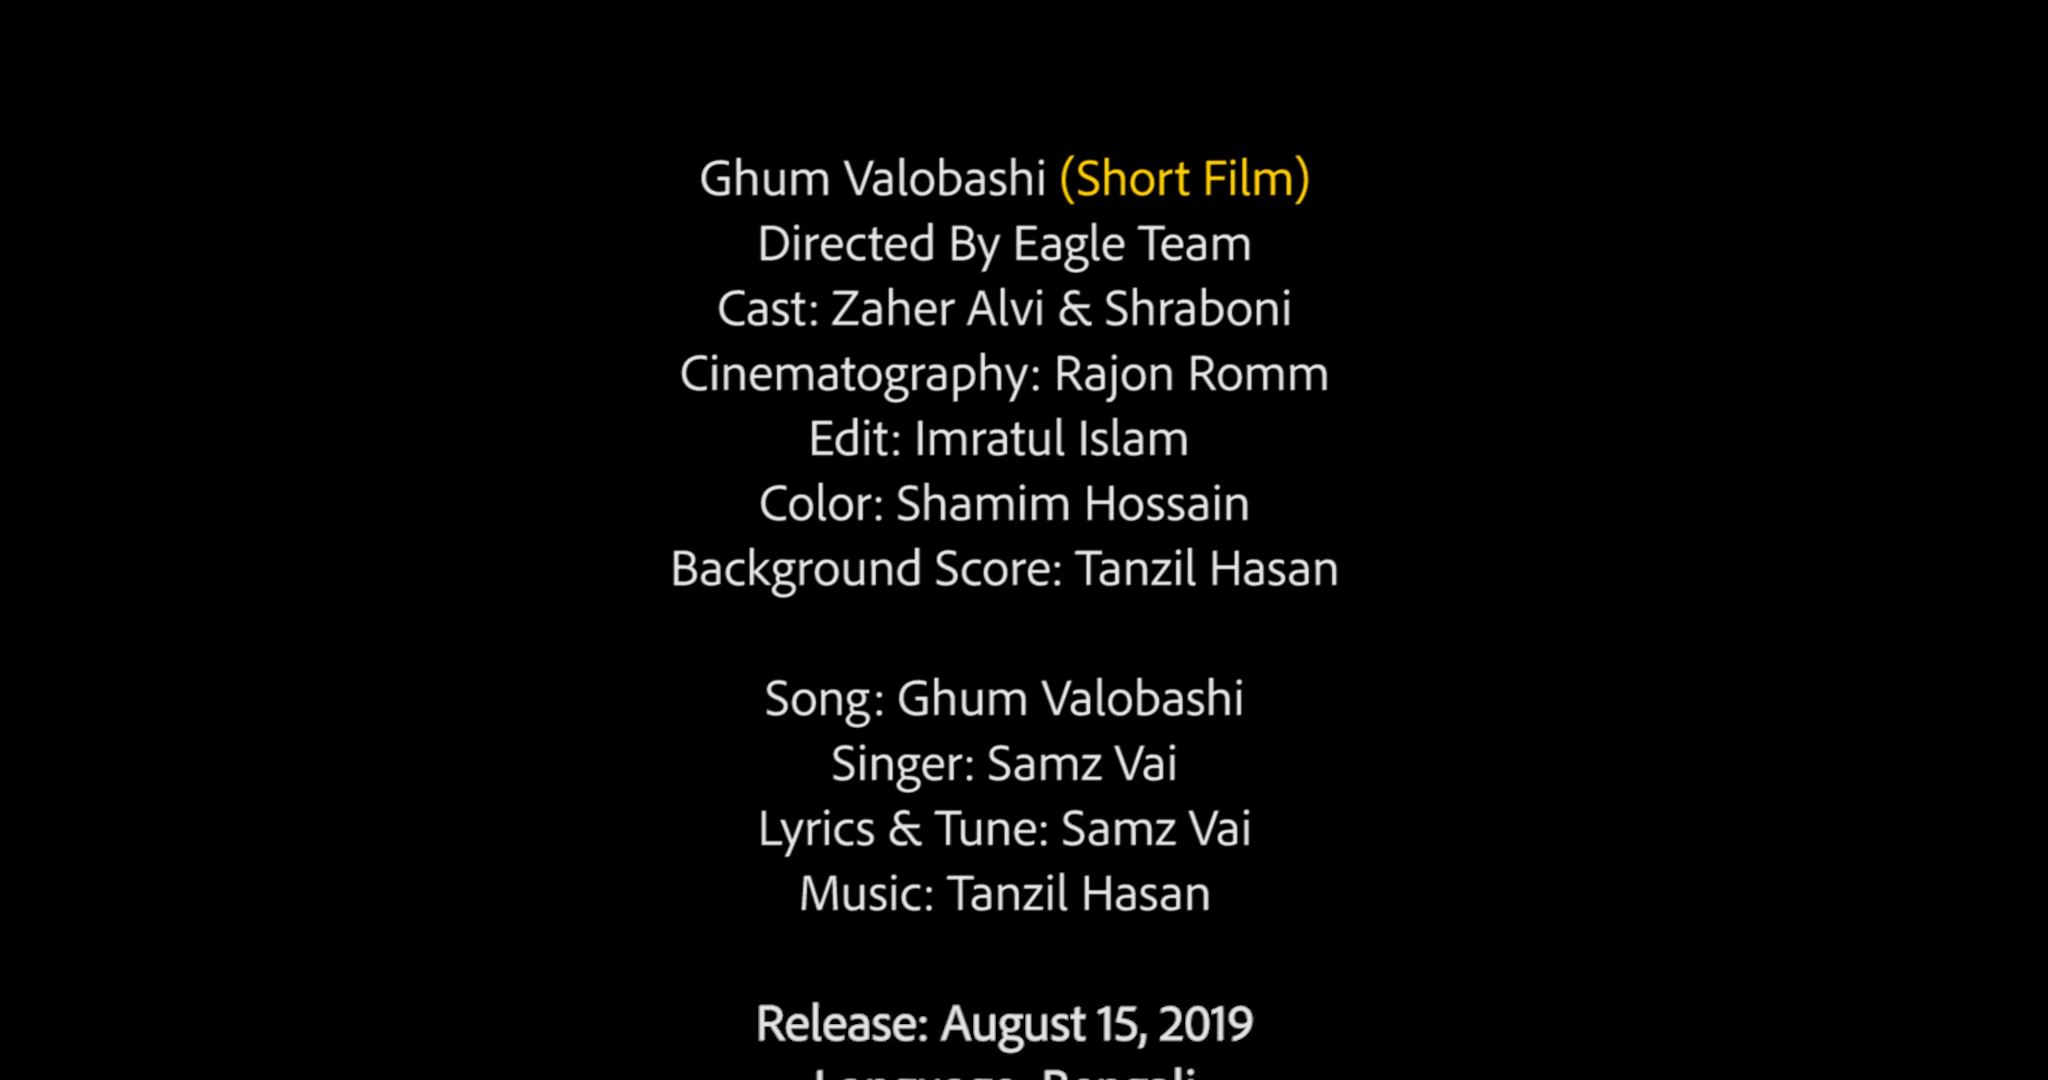 Ghum Valobashi (Short Film)
Directed By Eagle Team
Cast: Zaher Alvi & Shraboni
Cinematography: Rajon Romm
Edit: Imratul Islam
Color: Shamim Hossain
Background Score: Tanzil Hasan
Song: Ghum Valobashi
Singer: Samz Vai
Lyrics & Tune: Samz Vai
Music: Tanzil Hasan
Release: August 15, 2019
Language: Bengali